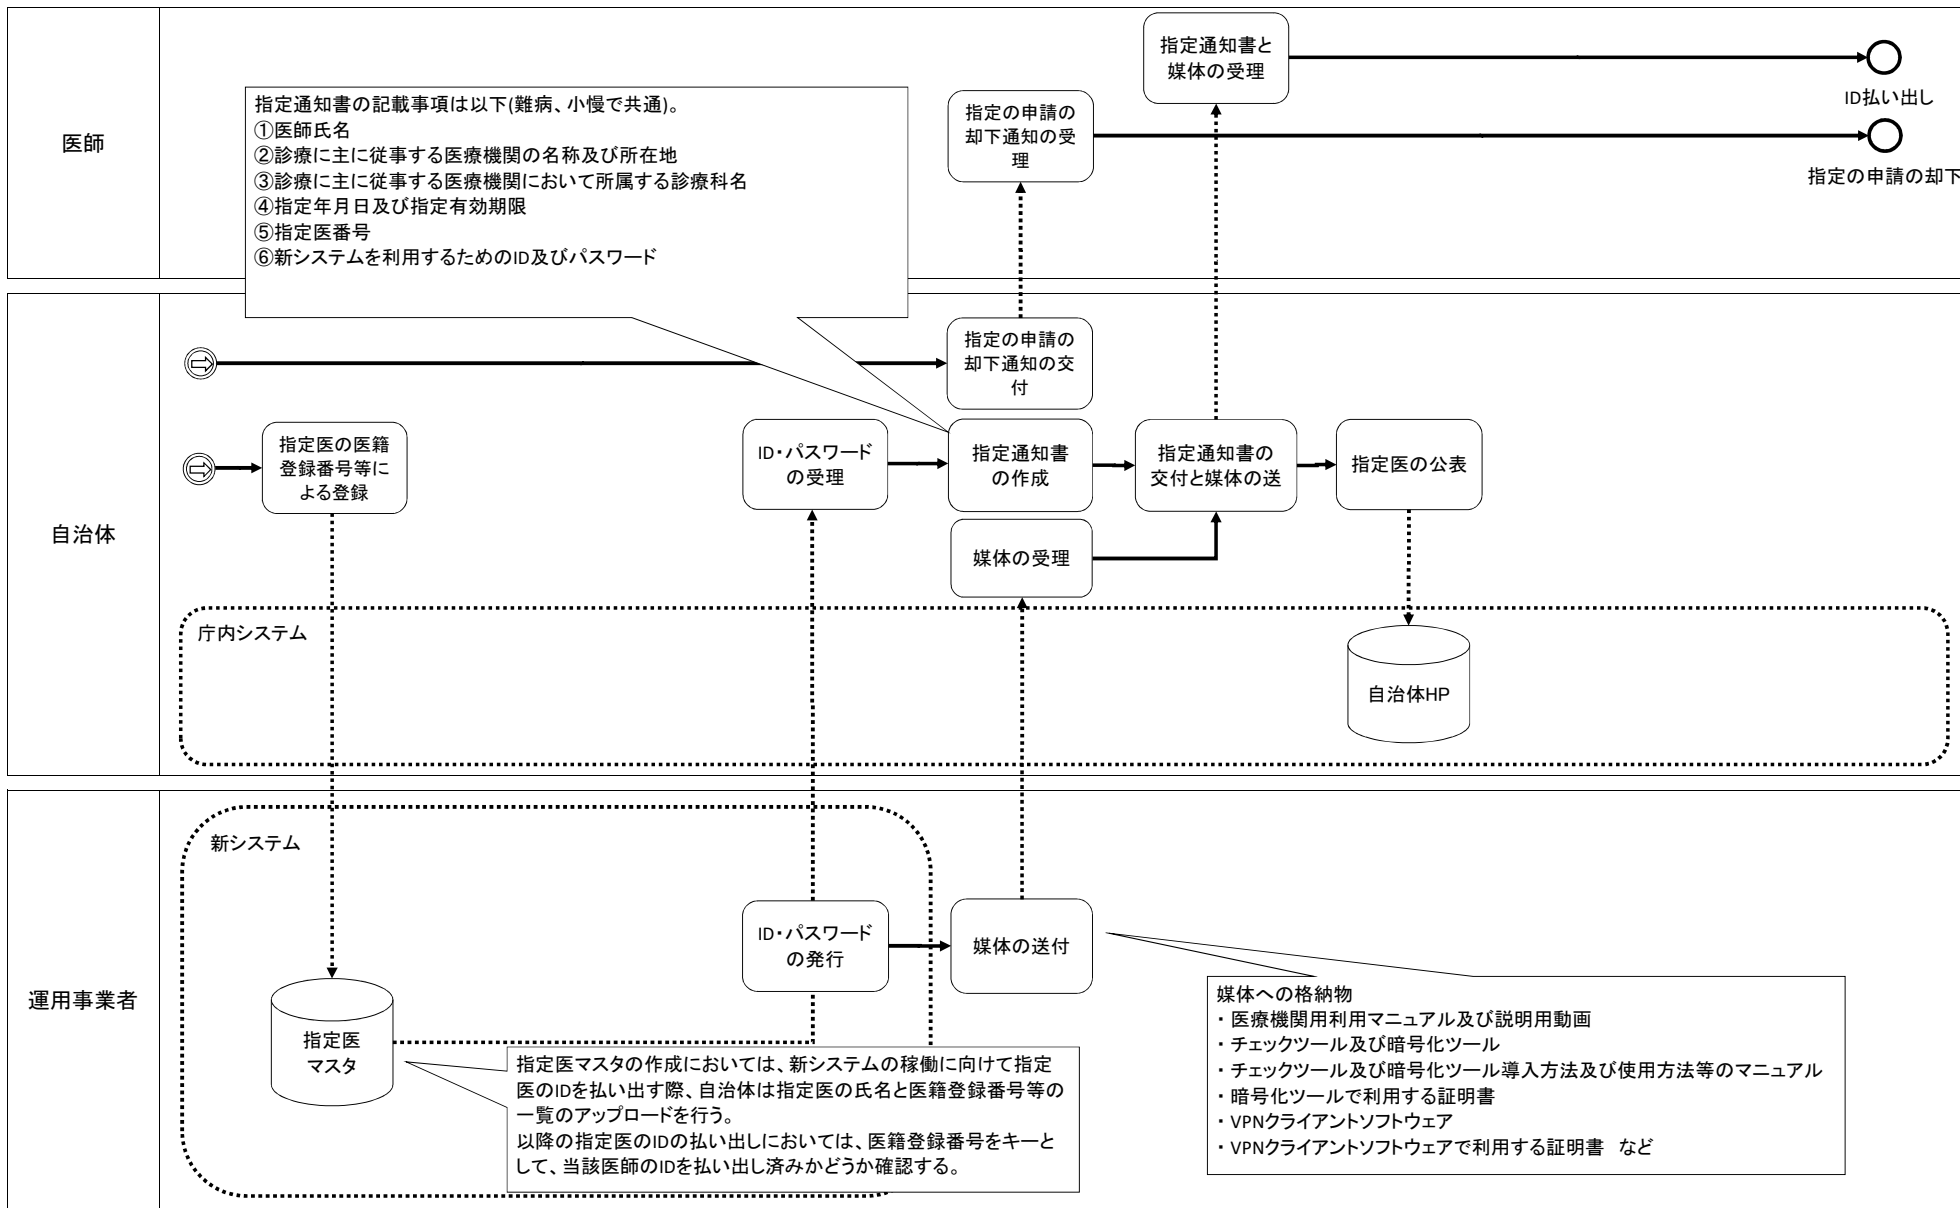 医師
指定通知書の記載事項は以下(難病、小慢で共通)。
①医師氏名
②診療に主に従事する医療機関の名称及び所在地
③診療に主に従事する医療機関において所属する診療科名
④指定年月日及び指定有効期限
⑤指定医番号
⑥新システムを利用するためのID及びパスワード
指定の申請の
却下通知の受
理
指定通知書と
媒体の受理
ID払い出し
指定の申請の却下
自治体
指定の申請の
却下通知の交
付
指定医の医籍
登録番号等に
よる登録
ID・パスワード
の受理
指定通知書
の作成
指定通知書の
交付と媒体の送
指定医の公表
媒体の受理
庁内システム
自治体HP
運用事業者
新システム
ID・パスワード
の発行
媒体の送付
指定医
マスタ
指定医マスタの作成においては、新システムの稼働に向けて指定
医のIDを払い出す際、自治体は指定医の氏名と医籍登録番号等の
一覧のアップロードを行う。
以降の指定医のIDの払い出しにおいては、医籍登録番号をキーと
して、当該医師のIDを払い出し済みかどうか確認する。
媒体への格納物
・医療機関用利用マニュアル及び説明用動画
・チェックツール及び暗号化ツール
・チェックツール及び暗号化ツール導入方法及び使用方法等のマニュアル
・暗号化ツールで利用する証明書
・VPNクライアントソフトウェア
・VPNクライアントソフトウェアで利用する証明書 など